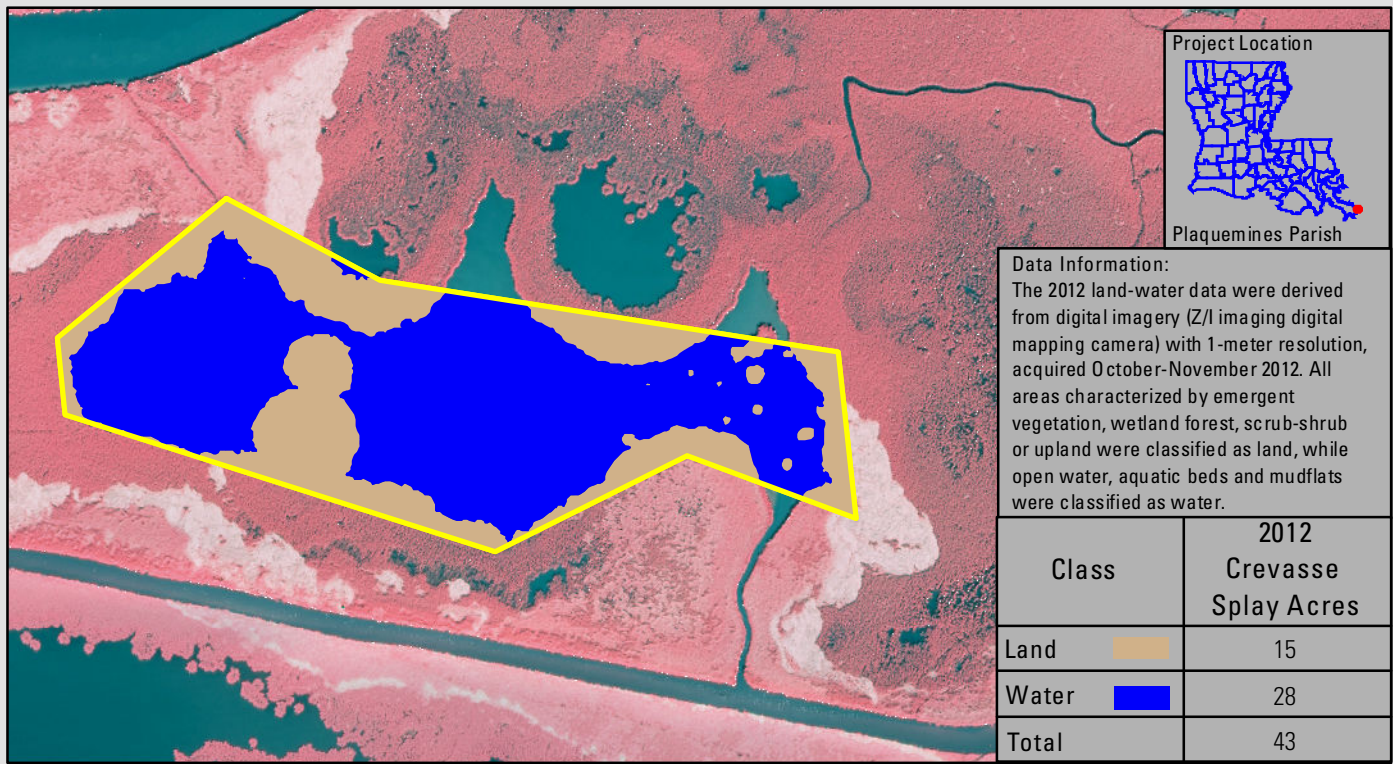 Project Location
Plaquemines Parish
Data Information:
The 2012 land-water data were derived
from digital imagery (Z/I imaging digital
mapping camera) with 1-meter resolution,
acquired October-November 2012. All
areas characterized by emergent
vegetation, wetland forest, scrub-shrub
or upland were classified as land, while
open water, aquatic beds and mudflats
were classified as water.
Class
2012
Crevasse
Splay Acres
Land 15
Water 28
Total 43